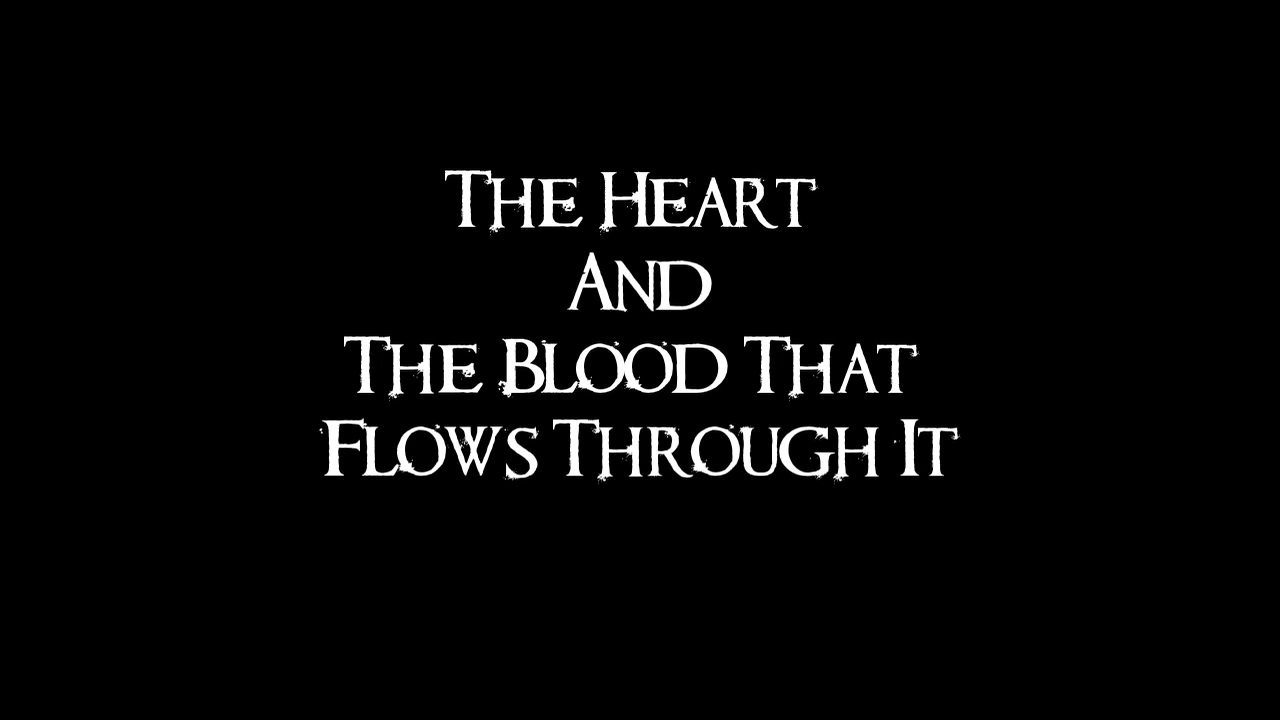 The Heart
And
The Blood That
Flows Through It